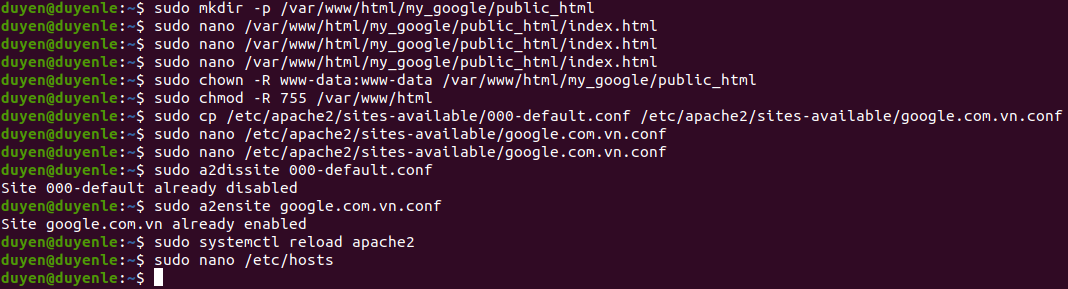 duyen@duyenle:~$ sudo mkdir -p /var/www/html/my_google/public_html
duyen@duyenle:~$ sudo nano /var/www/html/my_google/public_html/index.html
duyen@duyenle:~$ sudo nano /var/www/html/my_google/public_html/index.html
duyen@duyenle:~$ sudo nano /var/www/html/my_google/public_html/index.html
duyen@duyenle:~$ sudo chown -R www-data:www-data /var/www/html/my_google/public_html
duyen@duyenle:~$ sudo chmod -R 755 /var/www/html
duyen@duyenle:~$ sudo cp /etc/apache2/sites-available/000-default.conf /etc/apache2/sites-available/google.com.vn.conf
duyen@duyenle:~$ sudo nano /etc/apache2/sites-available/google.com.vn.conf
duyen@duyenle:~$ sudo nano /etc/apache2/sites-available/google.com.vn.conf
duyen@duyenle:~$ sudo a2dissite 000-default.conf
Site 000-default already disabled
duyen@duyenle:~$ sudo a2ensite google.com.vn.conf
Site google.com.vn already enabled
duyen@duyenle:~$ sudo systemctl reload apache2
duyen@duyenle:~$ sudo nano /etc/hosts
duyen@duyenle:~$